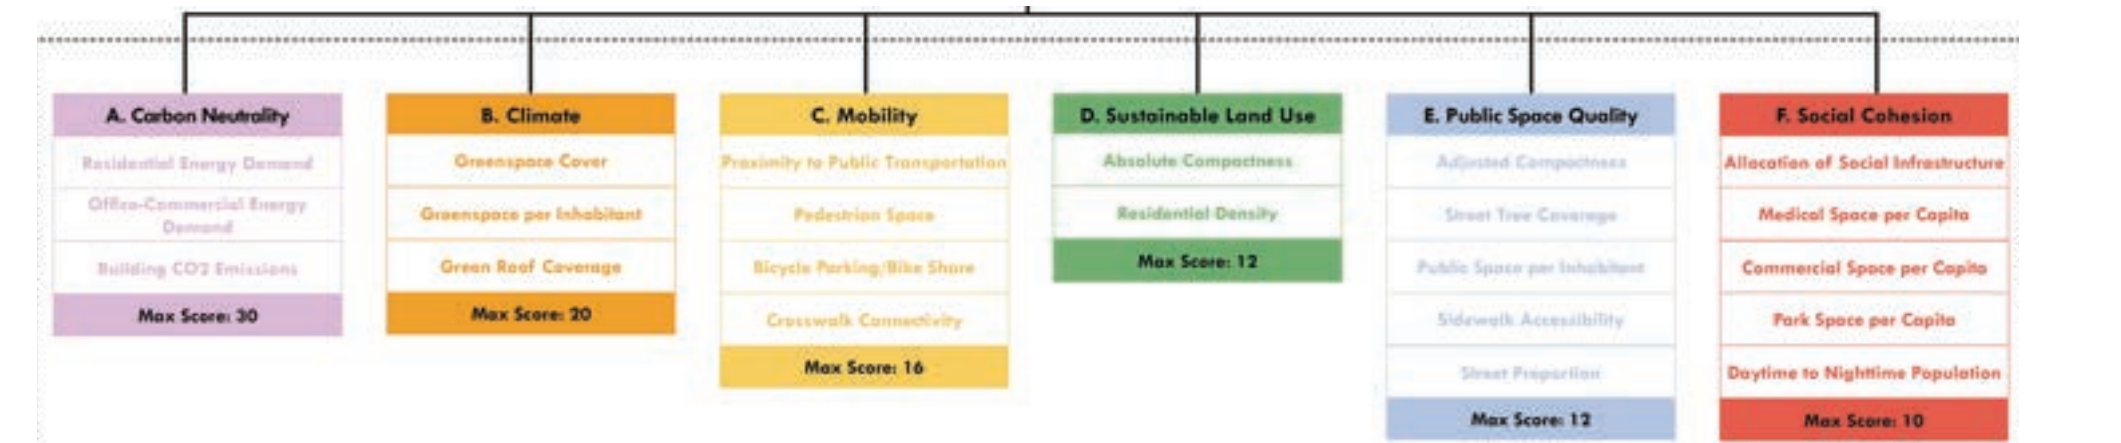 A. Carbon Neutrality
Residential Energy Demand
Office-Commercial Energy
Demand
Building CO2 Emissions
Max Score: 30
B. Climate
Greenspace Cover
Greenspace per Inhabitant
Green Roof Coverage
Max Score: 20
C. Mobility
Proximity to Public Transportation
Pedestrian Space
Bicycle Parking/Bike Share
Crosswalk Connectivity
Max Score: 16
D. Sustainable Land Use
Absolute Compactness
Residential Density
Max Score: 12
E. Public Space Quality
Adjusted Compactness
Street Tree Coverage
Public Space per Inhabitant
Sidewalk Accessibility
Street Proportion
Max Score: 12
F. Social Cohesion
Allocation of Social Infrastructure
Medical Space per Capita
Commercial Space per Capita
Park Space per Capita
Daytime to Nighttime Population
Max Score: 10